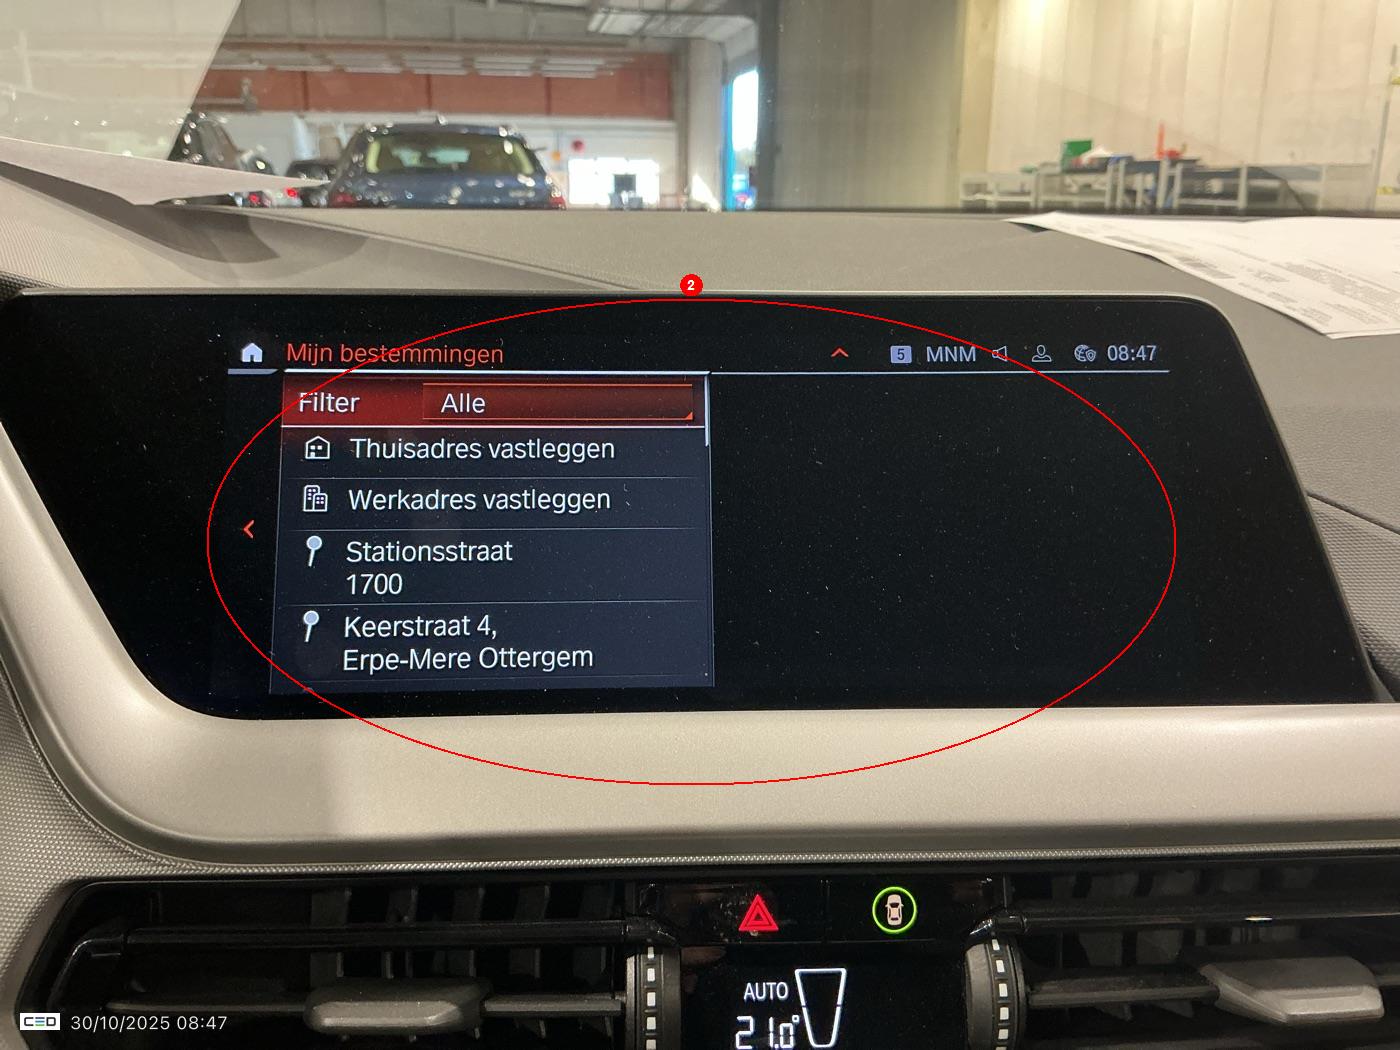 2
Mijn bestemmingen
5 MNM 08:47
Filter Alle
Thuisadres vastleggen
Werkadres vastleggen
Stationsstraat
1700
Keerstraat 4,
Erpe-Mere Ottergem
AUTO
21.0°
CED 30/10/2025 08:47